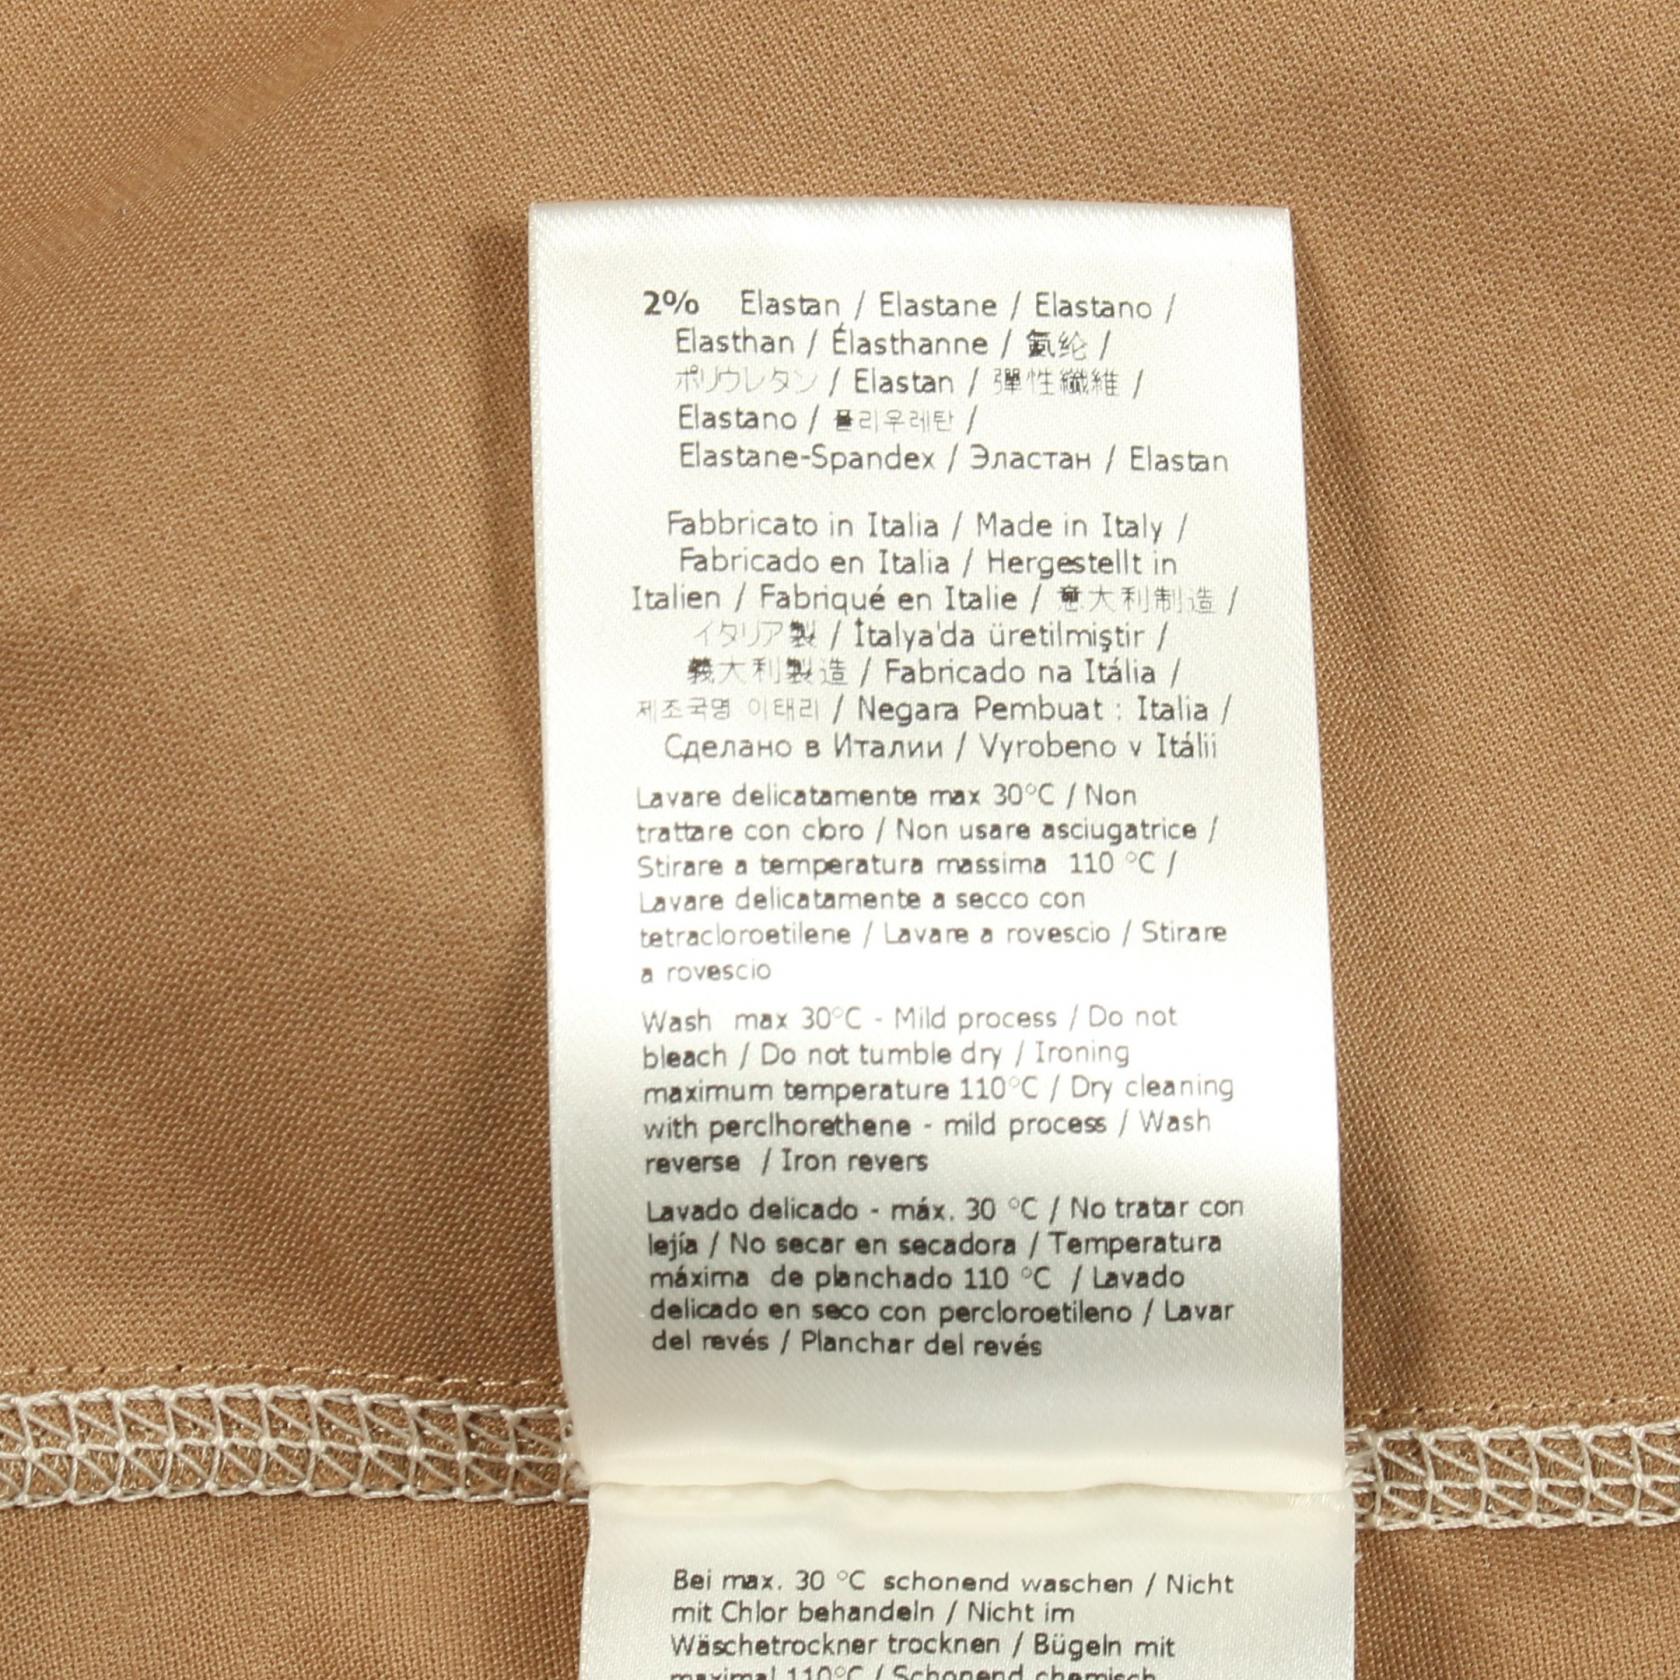 2% Elastan / Elastane / Elastano /
Elasthan / Élasthanne / 氨纶 /
ポリウレタン / Elastan / 彈性纖維 /
Elastano / 폴리우레탄 /
Elastane-Spandex / Эластан / Elastan
Fabbricato in Italia / Made in Italy /
Fabricado en Italia / Hergestellt in
Italien / Fabriqué en Italie / 意大利制造 /
イタリア製 / İtalya'da üretilmiştir /
義大利製造 / Fabricado na Itália /
제조국명 이태리 / Negara Pembuat : Italia /
Сделано в Италии / Vyrobeno v Itálii
Lavare delicatamente max 30°C / Non
trattare con cloro / Non usare asciugatrice /
Stirare a temperatura massima 110 °C /
Lavare delicatamente a secco con
tetracloroetilene / Lavare a rovescio / Stirare
a rovescio
Wash max 30°C - Mild process / Do not
bleach / Do not tumble dry / Ironing
maximum temperature 110°C / Dry cleaning
with perclhorethene - mild process / Wash
reverse / Iron revers
Lavado delicado - máx. 30 °C / No tratar con
lejía / No secar en secadora / Temperatura
máxima de planchado 110 °C / Lavado
delicado en seco con percloroetileno / Lavar
del revés / Planchar del revés
Bei max. 30 °C schonend waschen / Nicht
mit Chlor behandeln / Nicht im
Wäschetrockner trocknen / Bügeln mit
maximal 110°C / Schonend chemisch